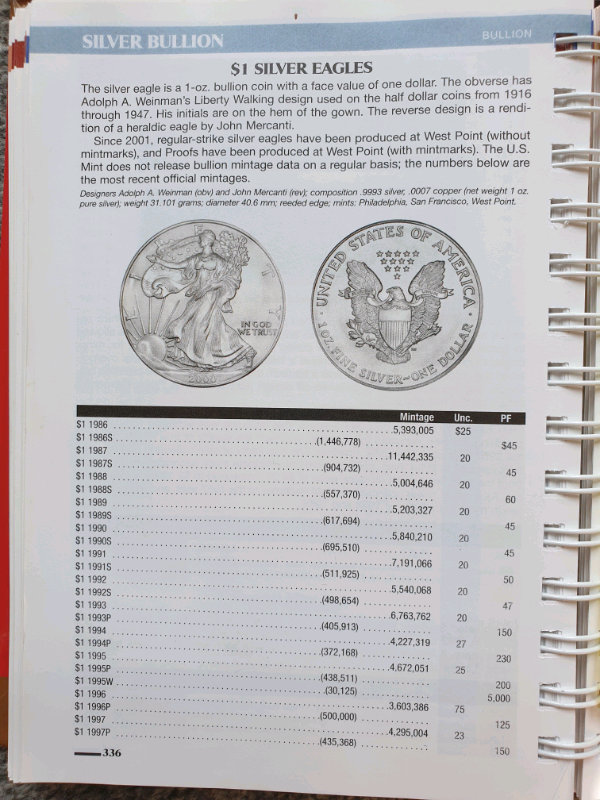 SILVER BULLION
BULLION
$1 SILVER EAGLES
The silver eagle is a 1-oz. bullion coin with a face value of one dollar. The obverse has
Adolph A. Weinman's Liberty Walking design used on the half dollar coins from 1916
through 1947. His initials are on the hem of the gown. The reverse design is a rendi-
tion of a heraldic eagle by John Mercanti.
Since 2001, regular-strike silver eagles have been produced at West Point (without
mintmarks), and Proofs have been produced at West Point (with mintmarks). The U.S.
Mint does not release bullion mintage data on a regular basis; the numbers below are
the most recent official mintages.
Designers Adolph A. Weinman (obv) and John Mercanti (rev); composition .9993 silver, .0007 copper (net weight 1 oz.
pure silver); weight 31.101 grams; diameter 40.6 mm; reeded edge; mints: Philadelphia, San Francisco, West Point.
IN GOD
WE TRUST
2000
UNITED STATES OF AMERICA
1 OZ. FINE SILVER~ONE DOLLAR
Mintage Unc. PF
$1 1986 5,393,005 $25
$1 1986S (1,446,778) $45
$1 1987 11,442,335 20
$1 1987S (904,732) 45
$1 1988 5,004,646 20
$1 1988S (557,370) 60
$1 1989 5,203,327 20
$1 1989S (617,694) 45
$1 1990 5,840,210 20
$1 1990S (695,510) 45
$1 1991 7,191,066 20
$1 1991S (511,925) 50
$1 1992 5,540,068 20
$1 1992S (498,654) 47
$1 1993 6,763,762 20
$1 1993P (405,913) 150
$1 1994 4,227,319 27
$1 1994P (372,168) 230
$1 1995 4,672,051 25
$1 1995P (438,511) 200
$1 1995W (30,125) 5,000
$1 1996 3,603,386 75
$1 1996P (500,000) 125
$1 1997 4,295,004 23
$1 1997P (435,368) 150
336